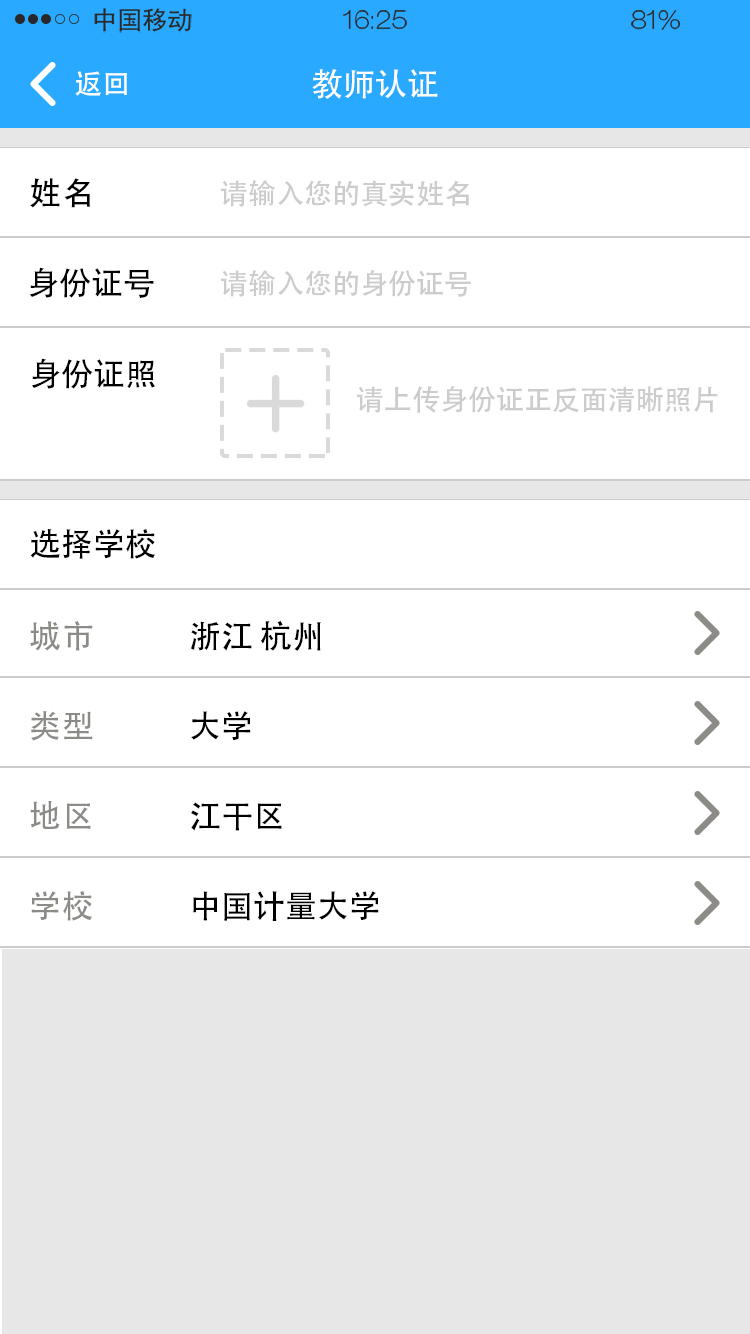 中国移动 16:25 81%
返回 教师认证
姓名 请输入您的真实姓名
身份证号 请输入您的身份证号
身份证照 请上传身份证正反面清晰照片
选择学校
城市 浙江 杭州
类型 大学
地区 江干区
学校 中国计量大学